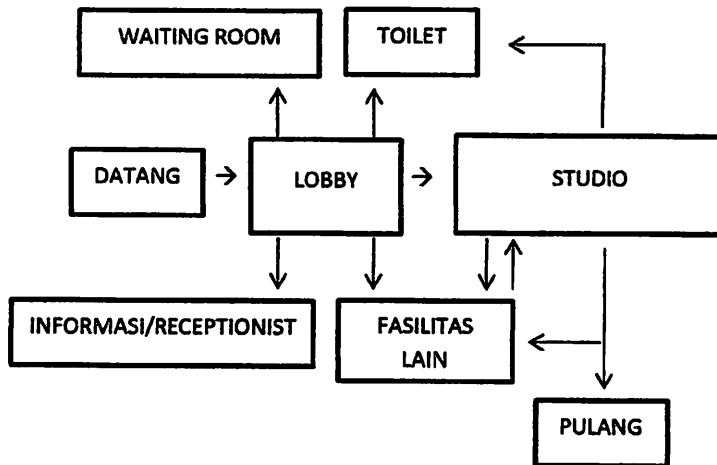 WAITING ROOM
TOILET
DATANG
LOBBY
STUDIO
INFORMASI/RECEPTIONIST
FASILITAS
LAIN
PULANG